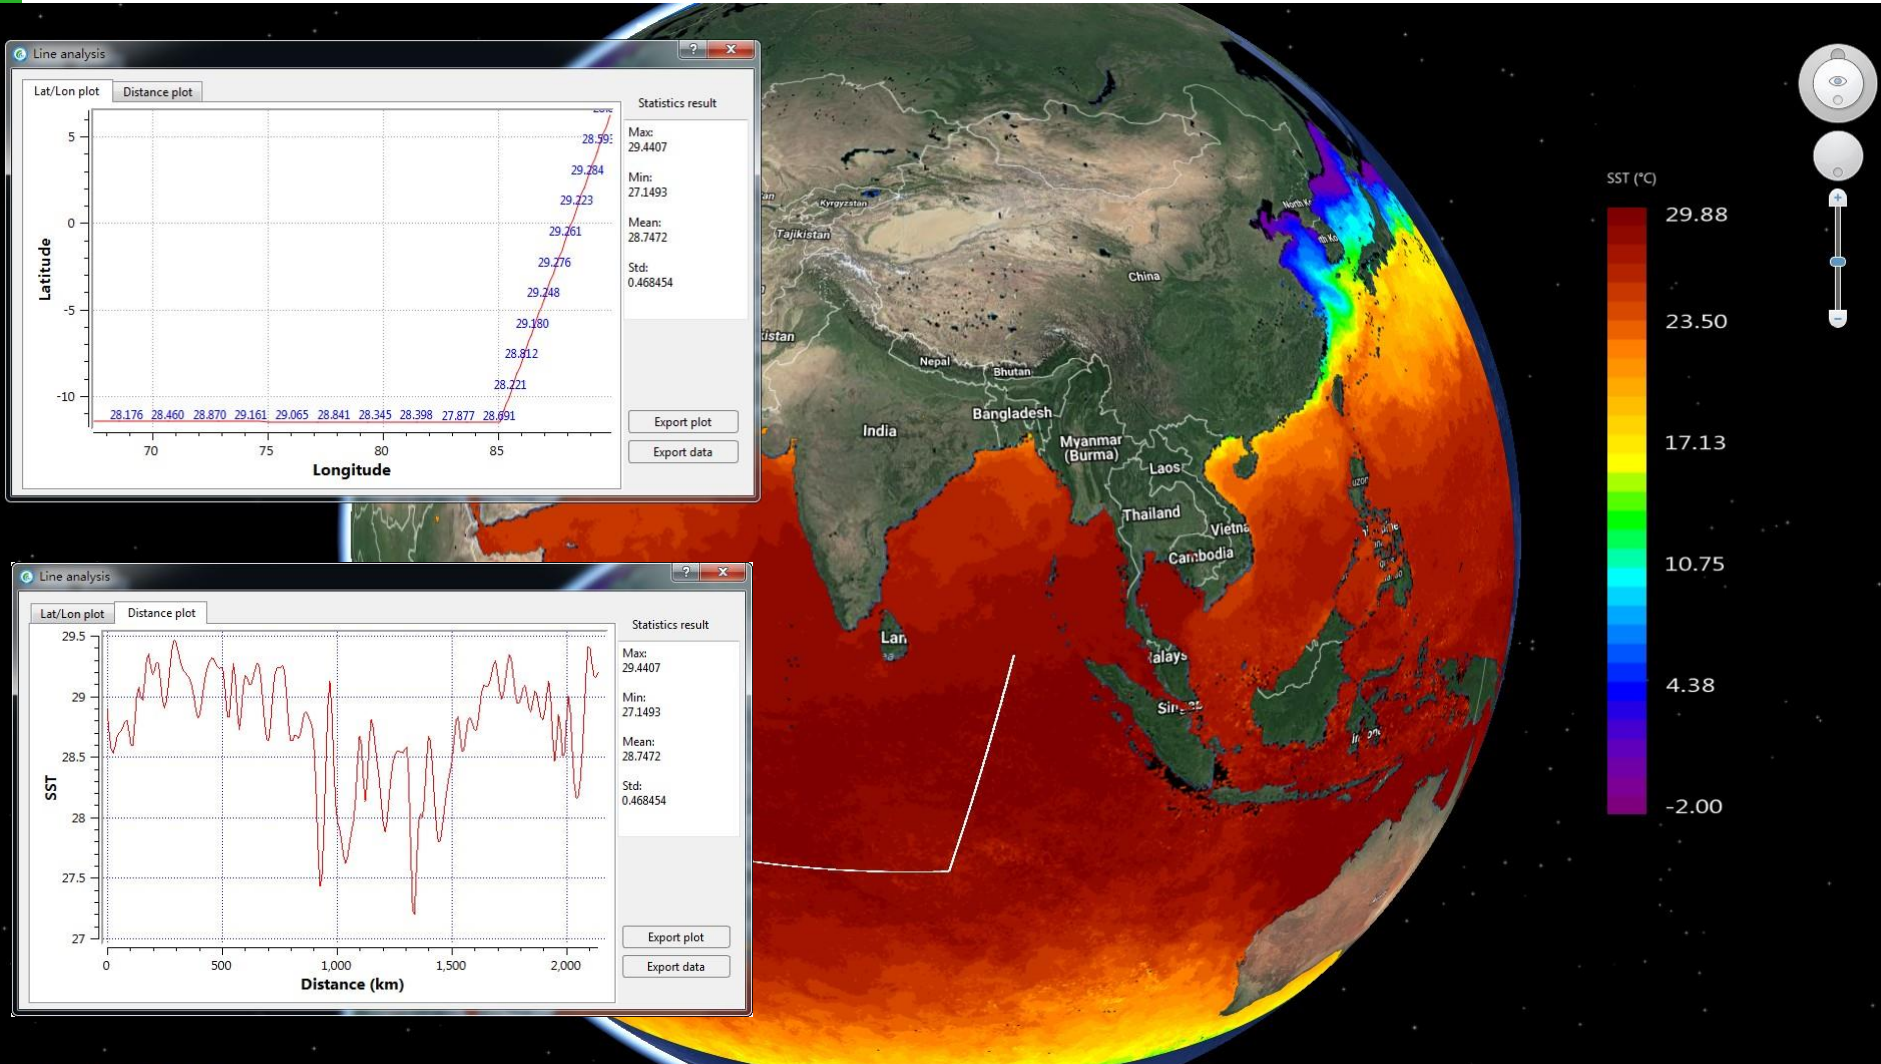 Line analysis
?
Lat/Lon plot
Distance plot
Statistics result
Max:
29.4407
Min:
27.1493
Mean:
28.7472
Std:
0.468454
Export plot
Export data
Latitude
5
0
-5
-10
29.284
29.223
29.261
29.276
29.248
29.180
28.812
28.221
28.176 28.460 28.870 29.161 29.065 28.841 28.345 28.398 27.877 28.691
70 75 80 85
Longitude
Line analysis
?
Lat/Lon plot
Distance plot
Statistics result
Max:
29.4407
Min:
27.1493
Mean:
28.7472
Std:
0.468454
Export plot
Export data
SST
29.5
29
28.5
28
27.5
27
0 500 1,000 1,500 2,000
Distance (km)
Kyrgyzstan
Tajikistan
kistan
China
North K
Nepal
Bhutan
Bangladesh
India
Myanmar
(Burma)
Laos
Thailand
Vietna
Cambodia
Lan
alays
SST (°C)
29.88
23.50
17.13
10.75
4.38
-2.00
+
−